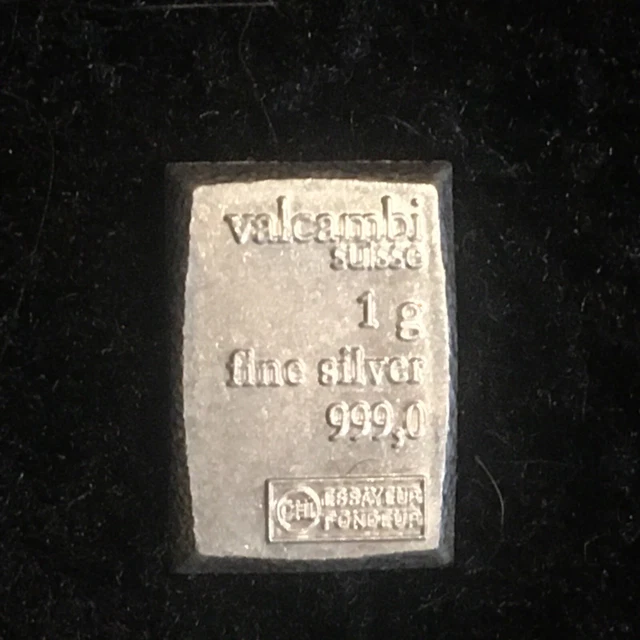 valcambi
suisse
1 g
fine silver
999,0
CHI ESSAYEUR
FONDEUR